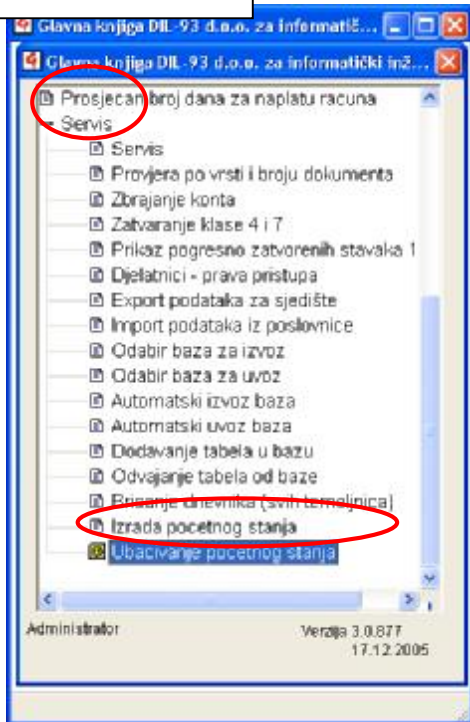 Glavna knjiga DIL-93 d.o.o. za informatič...
Glavna knjiga DIL-93 d.o.o. za informatički inž...
Prosjecan broj dana za naplatu racuna
Servis
Servis
Provjera po vrsti i broju dokumenta
Zbrajanje konta
Zatvaranje klase 4 i 7
Prikaz pogresno zatvorenih stavaka 1
Djelatnici - prava pristupa
Export podataka za sjedište
Import podataka iz poslovnice
Odabir baza za izvoz
Odabir baza za uvoz
Automatski izvoz baza
Automatski uvoz baza
Dodavanje tabela u bazu
Odvajanje tabela od baze
Brisanje dnevnika (svih temeljnica)
Izrada pocetnog stanja
Ubacivanje pocetnog stanja
Administrator
Verzija 3.0.877
17.12.2005